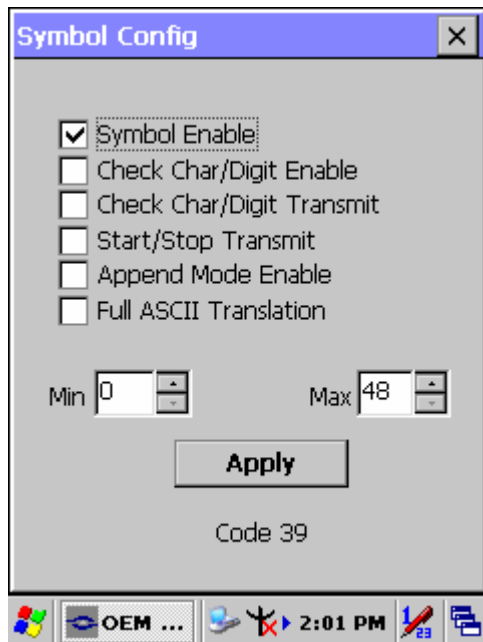 Symbol Config
Symbol Enable
Check Char/Digit Enable
Check Char/Digit Transmit
Start/Stop Transmit
Append Mode Enable
Full ASCII Translation
Min 0 Max 48
Apply
Code 39
OEM ... 2:01 PM 23